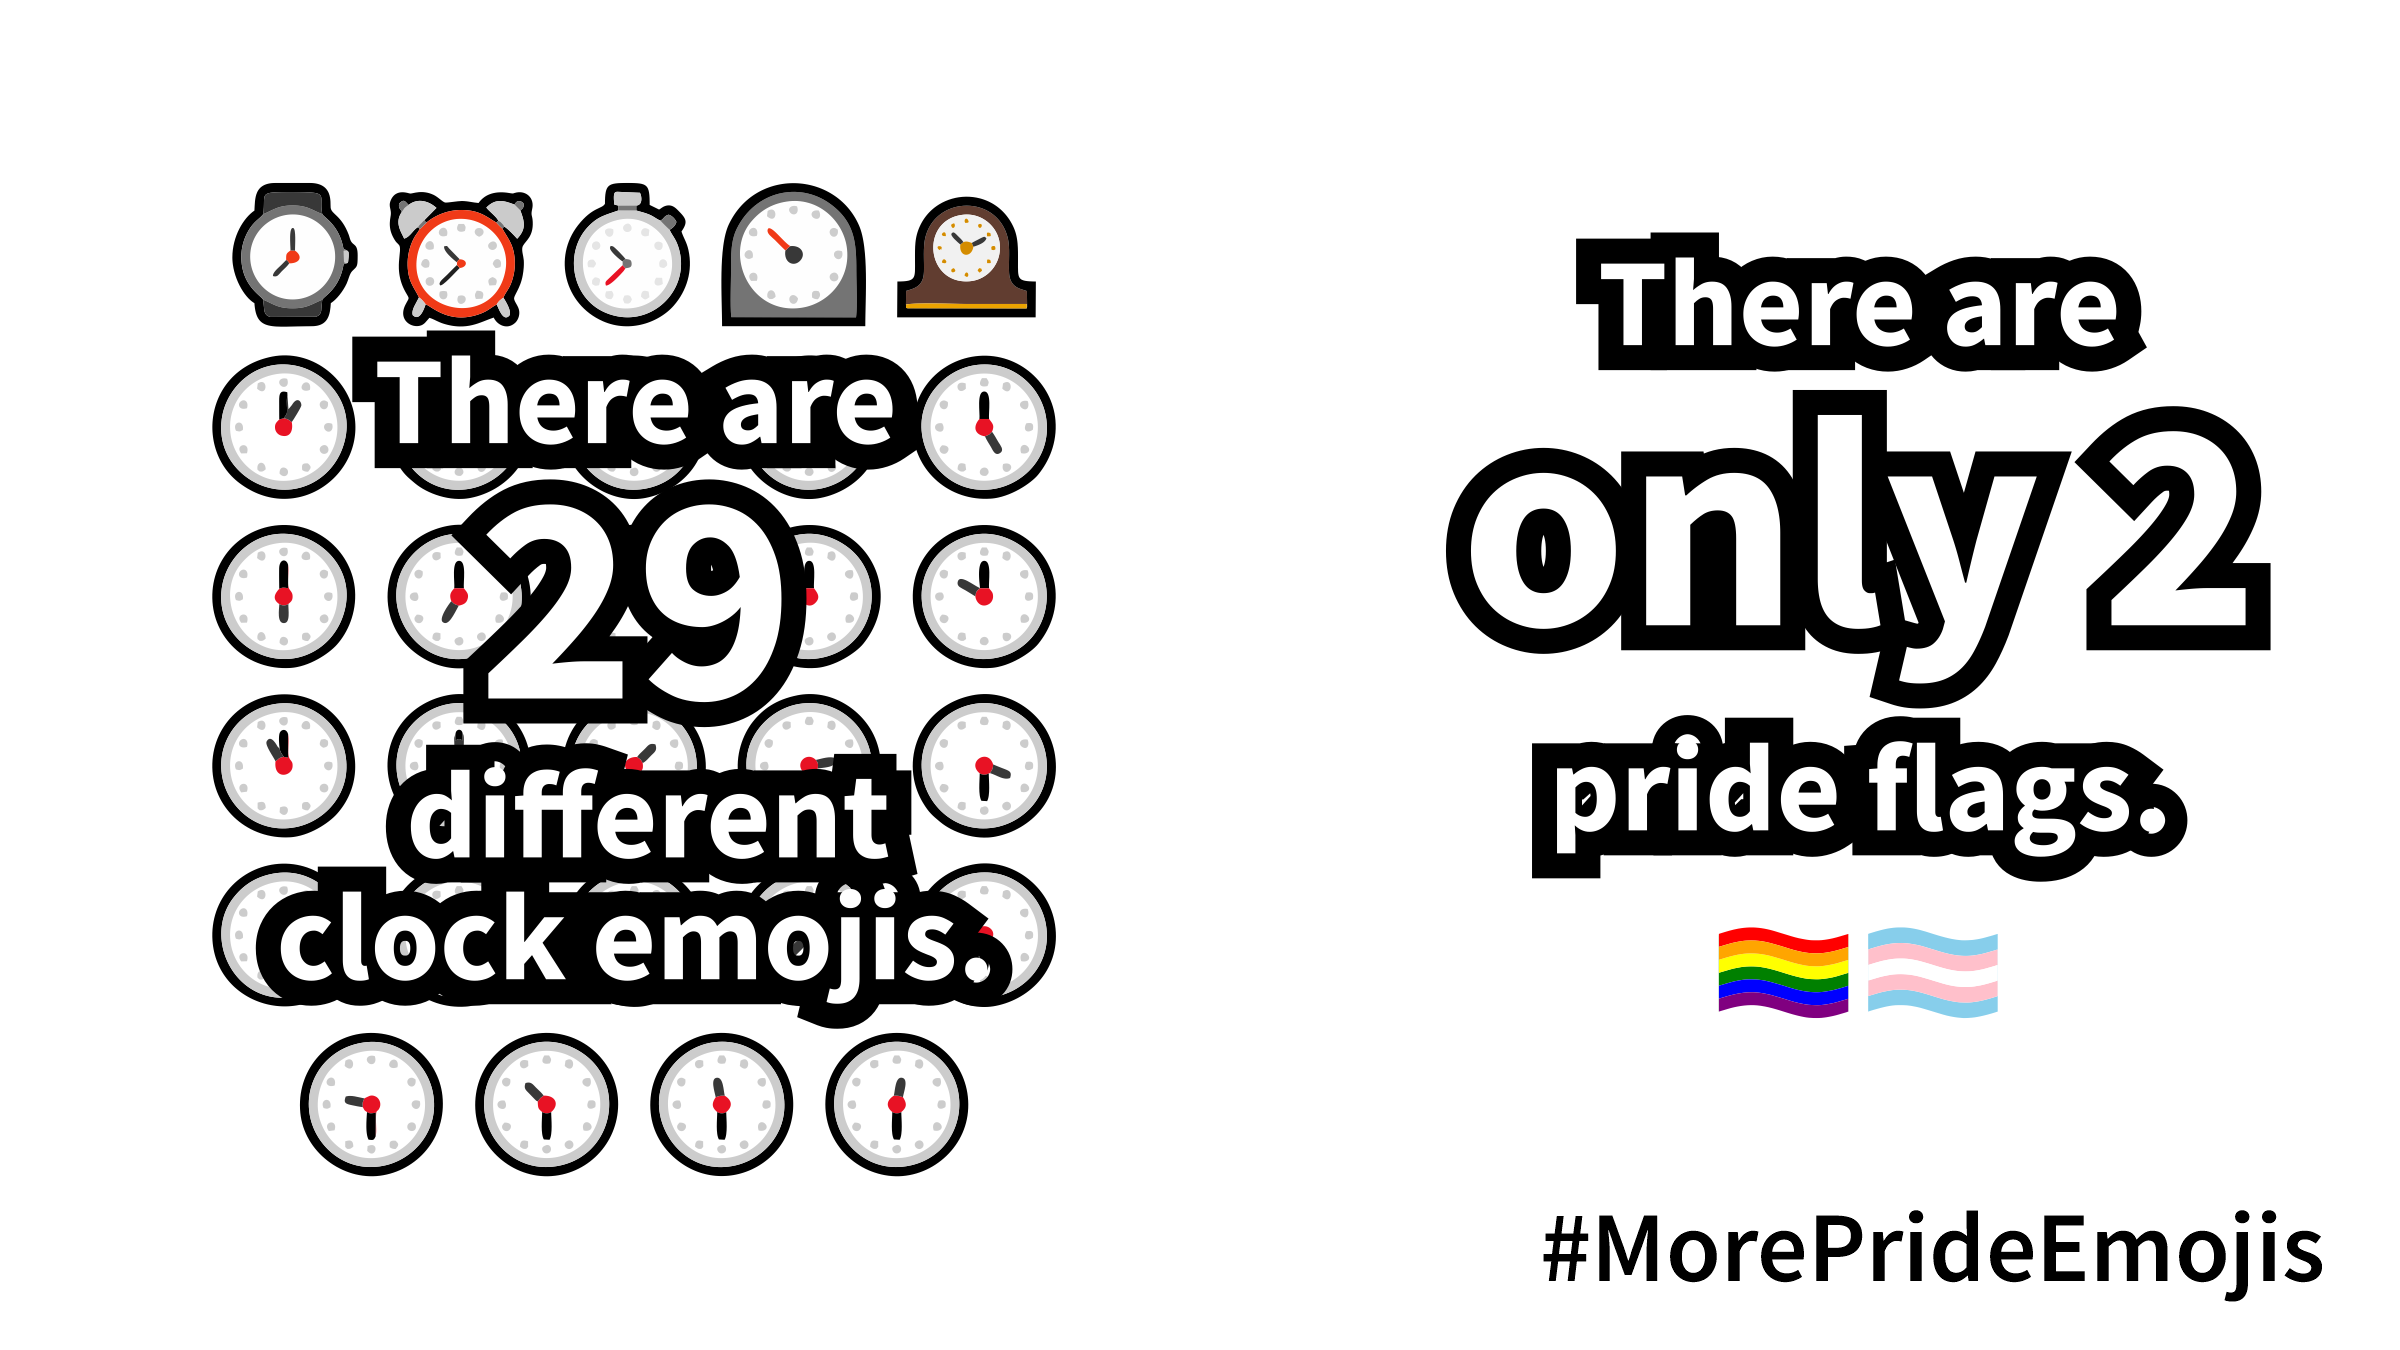 There are
29
different
clock emojis.
There are
only 2
pride flags.
#MorePrideEmojis